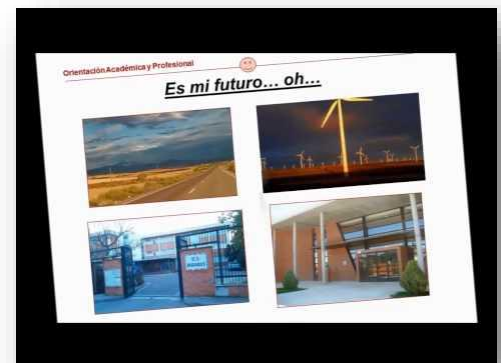 Orientación Académica y Profesional
Es mi futuro… oh…